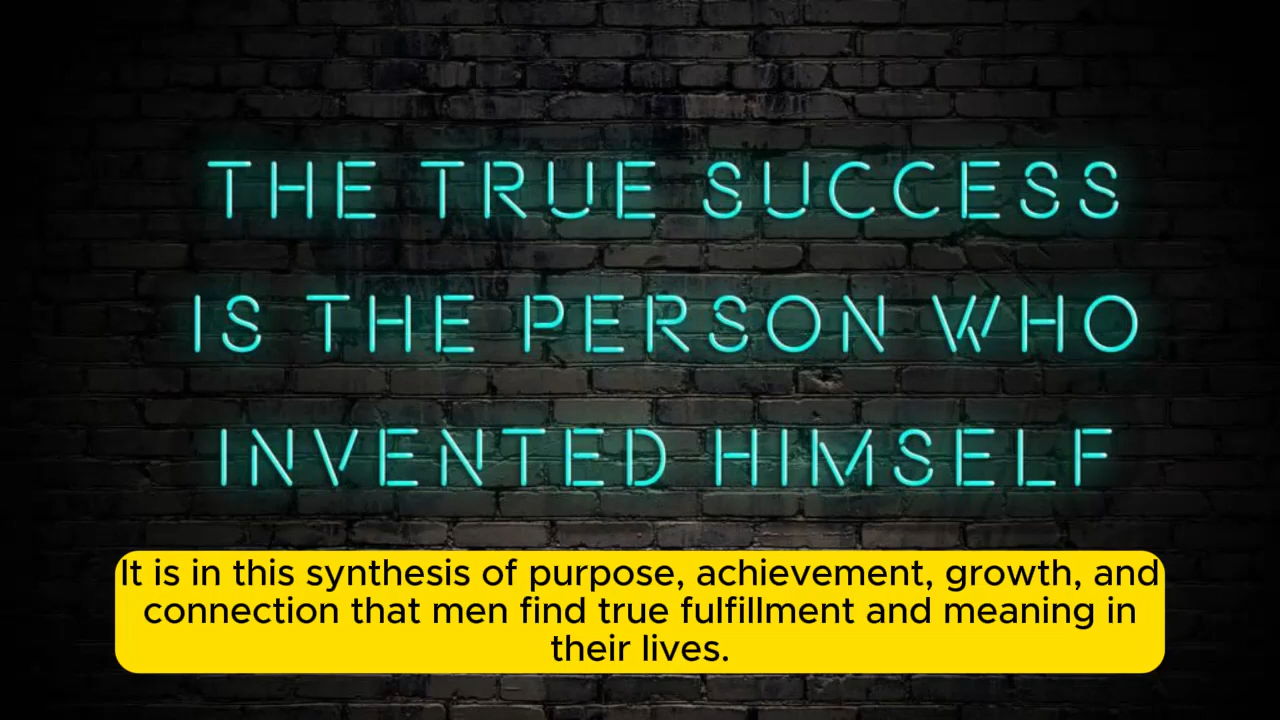 THE TRUE SUCCESS
IS THE PERSON WHO
INVENTED HIMSELF
It is in this synthesis of purpose, achievement, growth, and
connection that men find true fulfillment and meaning in
their lives.